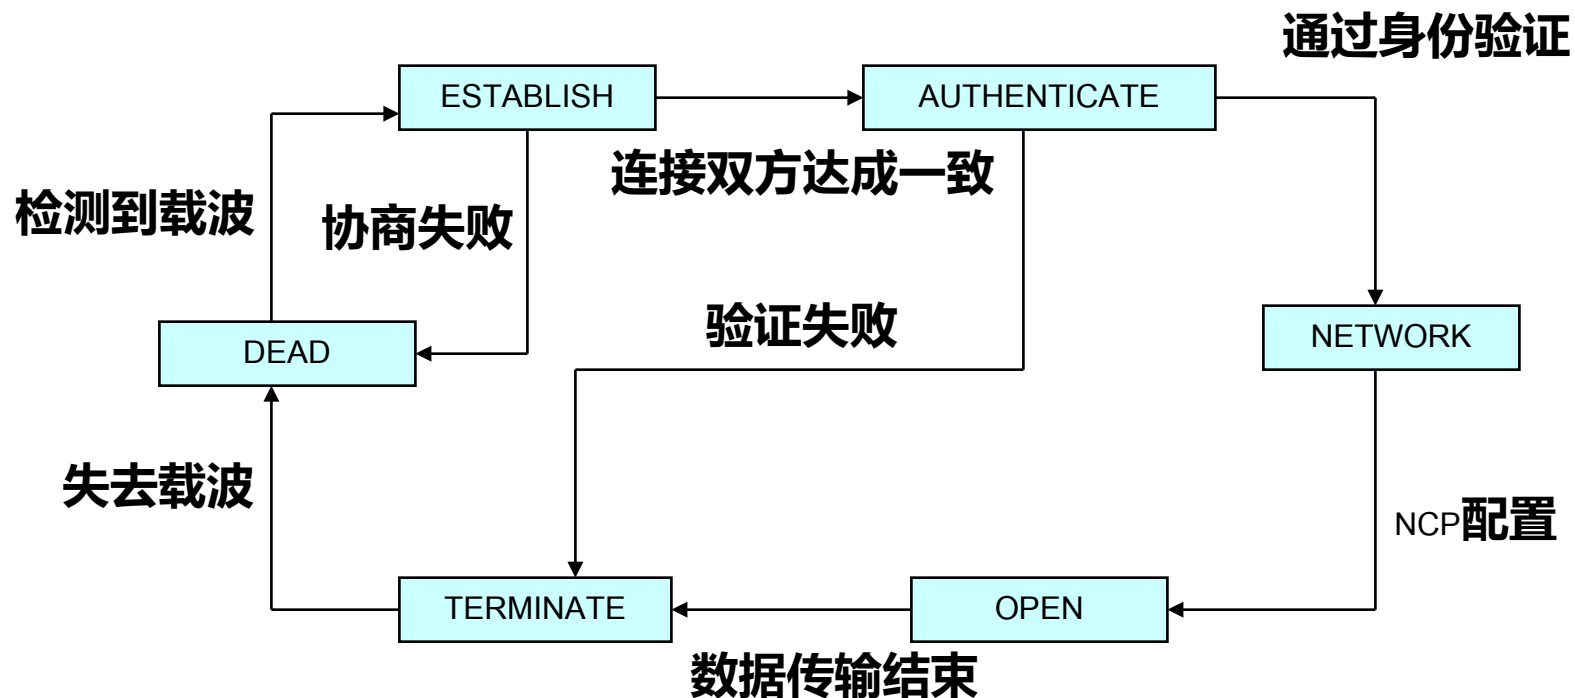 通过身份验证
ESTABLISH
AUTHENTICATE
连接双方达成一致
检测到载波
协商失败
验证失败
DEAD
NETWORK
失去载波
NCP配置
TERMINATE
OPEN
数据传输结束